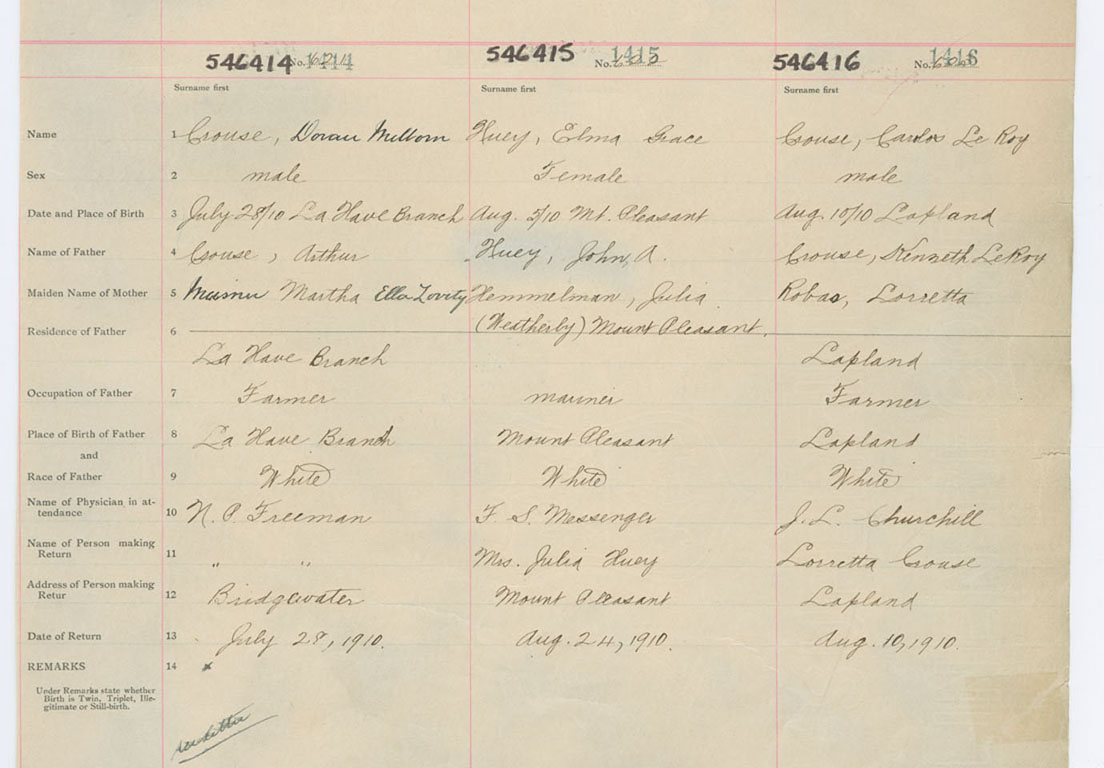 546414 No. 1414 546415 No. 1415 546416 No. 1416
Surname first Surname first Surname first
Name 1 Crouse, Doran Huey, Elma Grace Crouse, Carlos Le Roy
Sex 2 male Female male
Date and Place of Birth 3 July 28/10 La Have Branch Aug. 5/10 Mt. Pleasant Aug. 10/10 Lapland
Name of Father 4 Crouse, Arthur Huey, John, A. Crouse, Kenneth LeRoy
Maiden Name of Mother 5 Martha Ella Hemmelman, Julia Robar, Lorretta
Residence of Father 6 (Weatherby) Mount Pleasant.
La Have Branch Lapland
Occupation of Father 7 Farmer mariner Farmer
Place of Birth of Father 8 La Have Branch Mount Pleasant Lapland
and
Race of Father 9 White White White
Name of Physician in at-
tendance 10 N. P. Freeman F. S. Messenger J. L. Churchill
Name of Person making
Return 11 " " Mrs. Julia Huey Lorretta Crouse
Address of Person making
Retur 12 Bridgewater Mount Pleasant Lapland
Date of Return 13 July 28, 1910. Aug. 24, 1910. Aug. 10, 1910.
REMARKS 14
Under Remarks state whether
Birth is Twin, Triplet, Ille-
gitimate or Still-birth.